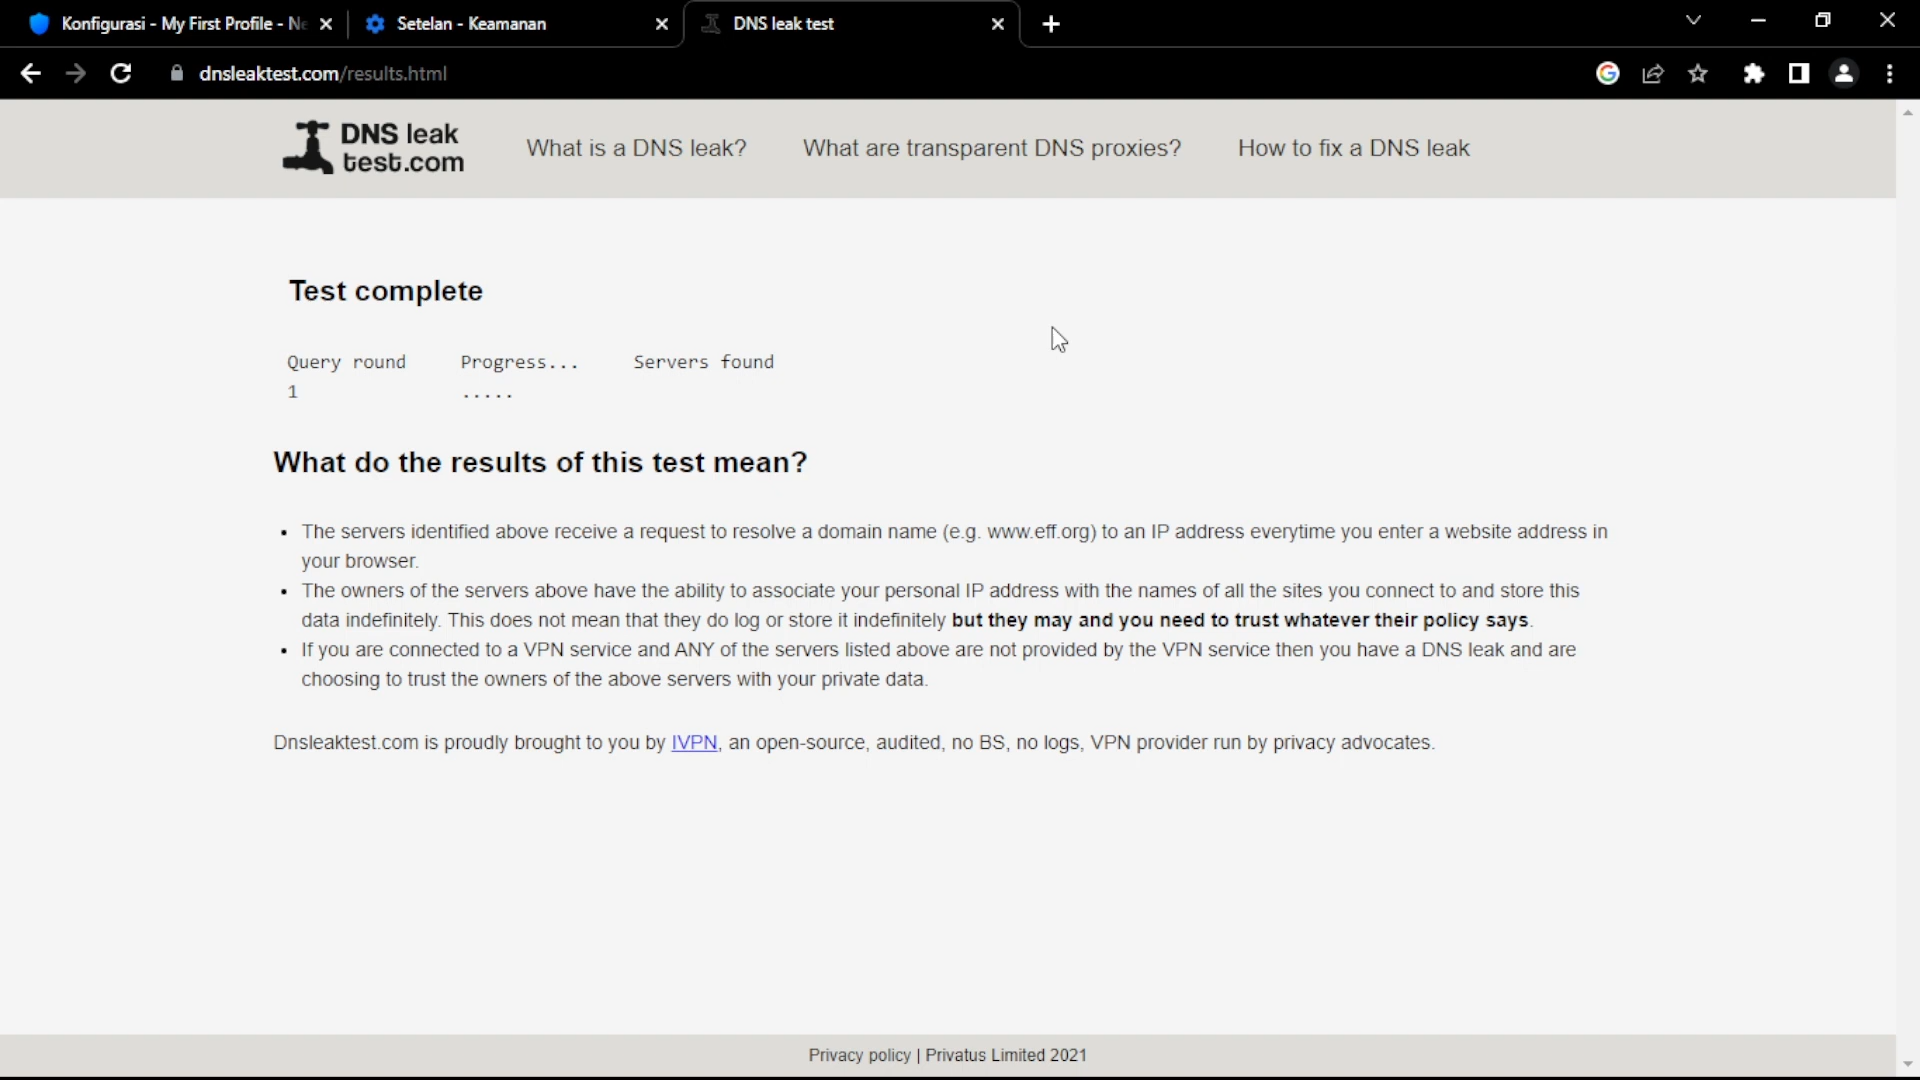 Konfigurasi - My First Profile - Ne
Setelan - Keamanan
DNS leak test
dnsleaktest.com/results.html
DNS leak
test.com
What is a DNS leak?
What are transparent DNS proxies?
How to fix a DNS leak
Test complete
Query round Progress... Servers found
1 .....
What do the results of this test mean?
• The servers identified above receive a request to resolve a domain name (e.g. www.eff.org) to an IP address everytime you enter a website address in
your browser.
• The owners of the servers above have the ability to associate your personal IP address with the names of all the sites you connect to and store this
data indefinitely. This does not mean that they do log or store it indefinitely but they may and you need to trust whatever their policy says.
• If you are connected to a VPN service and ANY of the servers listed above are not provided by the VPN service then you have a DNS leak and are
choosing to trust the owners of the above servers with your private data.
Dnsleaktest.com is proudly brought to you by IVPN, an open-source, audited, no BS, no logs, VPN provider run by privacy advocates.
Privacy policy | Privatus Limited 2021